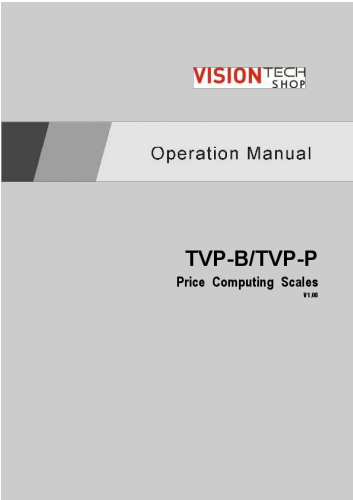 VISIONTECH
SHOP
Operation Manual
TVP-B/TVP-P
Price Computing Scales
V1.08